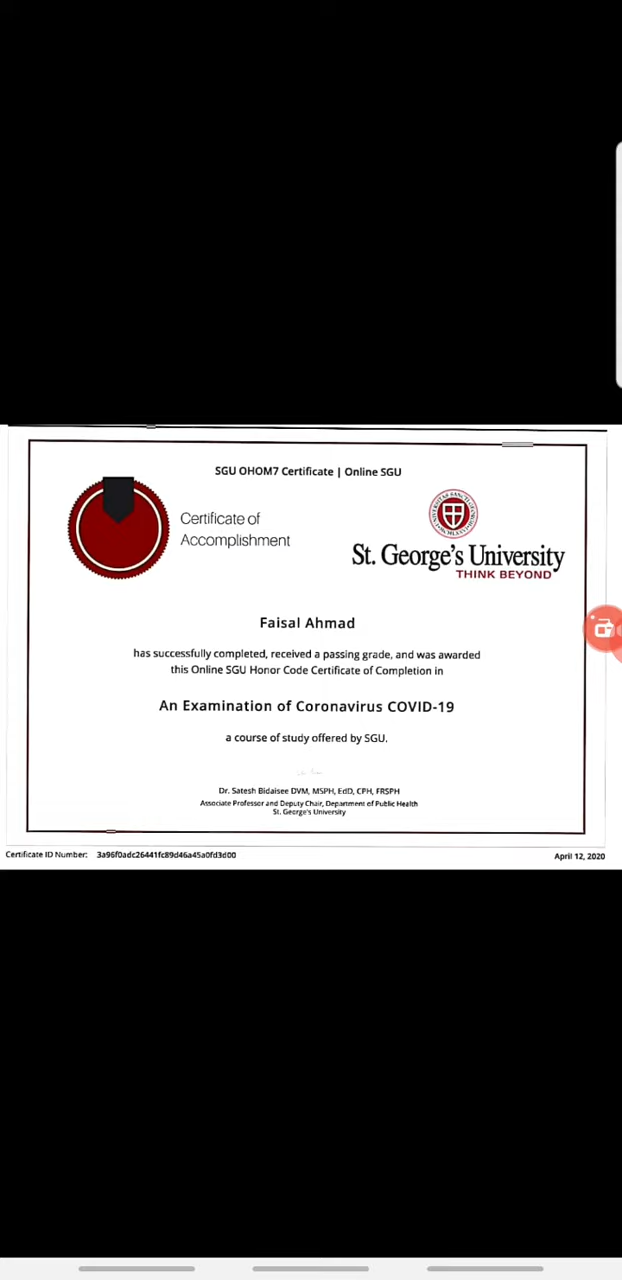 SGU OHOM7 Certificate | Online SGU
Certificate of
Accomplishment
St. George's University
THINK BEYOND
Faisal Ahmad
has successfully completed, received a passing grade, and was awarded
this Online SGU Honor Code Certificate of Completion in
An Examination of Coronavirus COVID-19
a course of study offered by SGU.
Dr. Satesh Bidaisee DVM, MSPH, EdD, CPH, FRSPH
Associate Professor and Deputy Chair, Department of Public Health
St. George's University
Certificate ID Number: 3a96f0adc26441fc89d46a45a0fd3d00
April 12, 2020